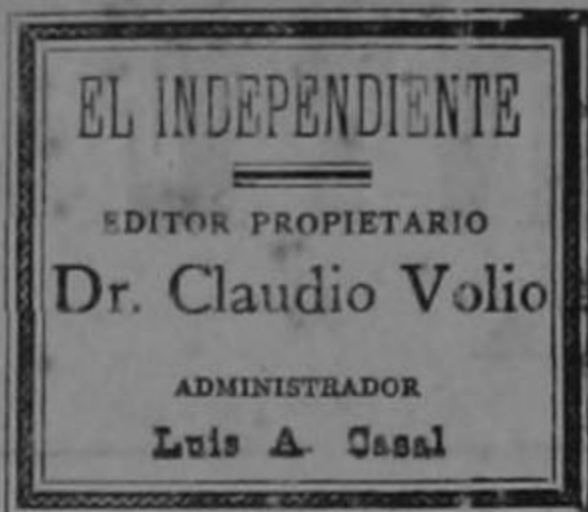 EL INDEPENDIENTE
EDITOR PROPIETARIO
Dr. Claudio Volio
ADMINISTRADOR
Luis A. Casal